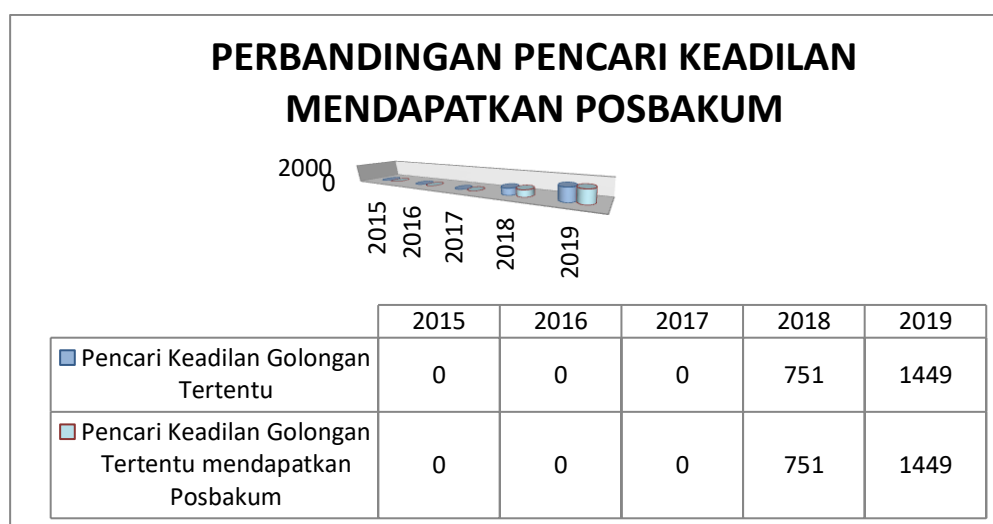 PERBANDINGAN PENCARI KEADILAN
MENDAPATKAN POSBAKUM
2000
0
2015
2016
2017
2018
2019
2015 2016 2017 2018 2019
Pencari Keadilan Golongan
Tertentu
0 0 0 751 1449
Pencari Keadilan Golongan
Tertentu mendapatkan
Posbakum
0 0 0 751 1449